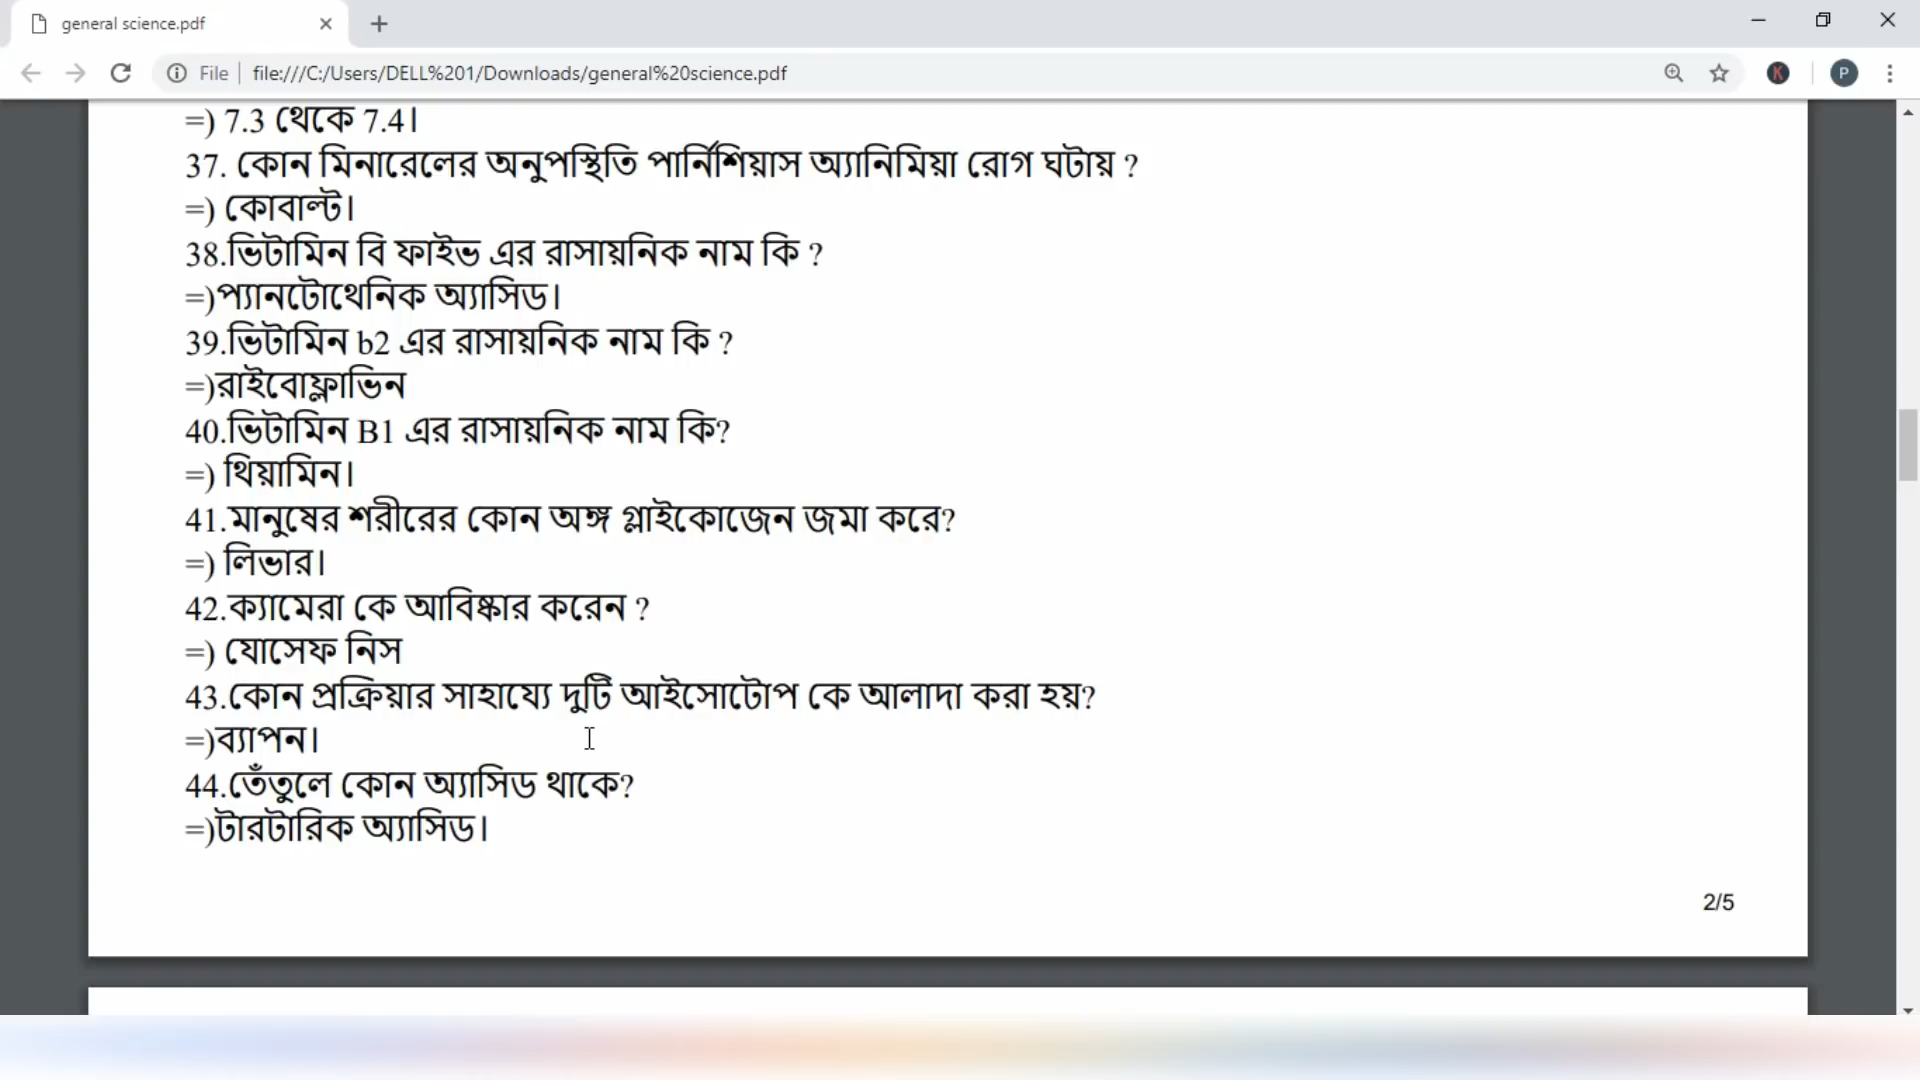 general science.pdf
File
file:///C:/Users/DELL%201/Downloads/general%20science.pdf
K
P
=) 7.3 থেকে 7.4।
37. কোন মিনারেলের অনুপস্থিতি পার্নিশিয়াস অ্যানিমিয়া রোগ ঘটায় ?
=) কোবাল্ট।
38.ভিটামিন বি ফাইভ এর রাসায়নিক নাম কি ?
=)প্যানটোথেনিক অ্যাসিড।
39.ভিটামিন b2 এর রাসায়নিক নাম কি ?
=)রাইবোফ্লাভিন
40.ভিটামিন B1 এর রাসায়নিক নাম কি?
=) থিয়ামিন।
41.মানুষের শরীরের কোন অঙ্গ গ্লাইকোজেন জমা করে?
=) লিভার।
42.ক্যামেরা কে আবিষ্কার করেন ?
=) যোসেফ নিস
43.কোন প্রক্রিয়ার সাহায্যে দুটি আইসোটোপ কে আলাদা করা হয়?
=)ব্যাপন।
44.তেঁতুলে কোন অ্যাসিড থাকে?
=)টারটারিক অ্যাসিড।
2/5